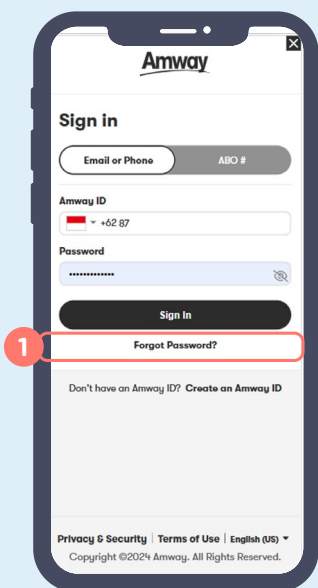 Amway
Sign in
Email or Phone ABO #
Amway ID
+62 87
Password
•••••••••••••
Sign In
1 Forgot Password?
Don't have an Amway ID? Create an Amway ID
Privacy & Security | Terms of Use | English (US)
Copyright ©2024 Amway. All Rights Reserved.